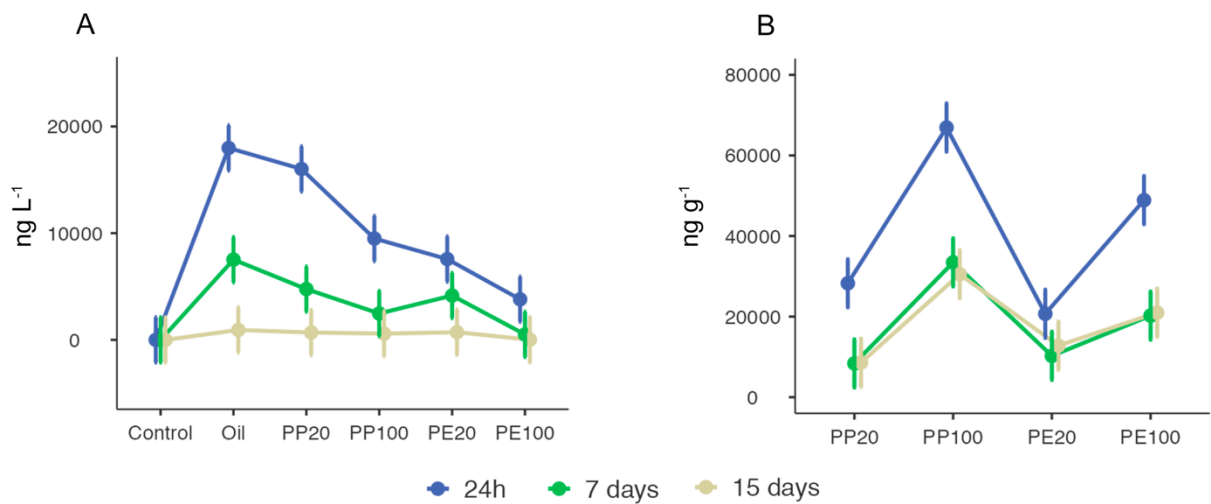 A
ng L⁻¹
20000
10000
0
Control Oil PP20 PP100 PE20 PE100
B
ng g⁻¹
80000
60000
40000
20000
0
PP20 PP100 PE20 PE100
24h 7 days 15 days